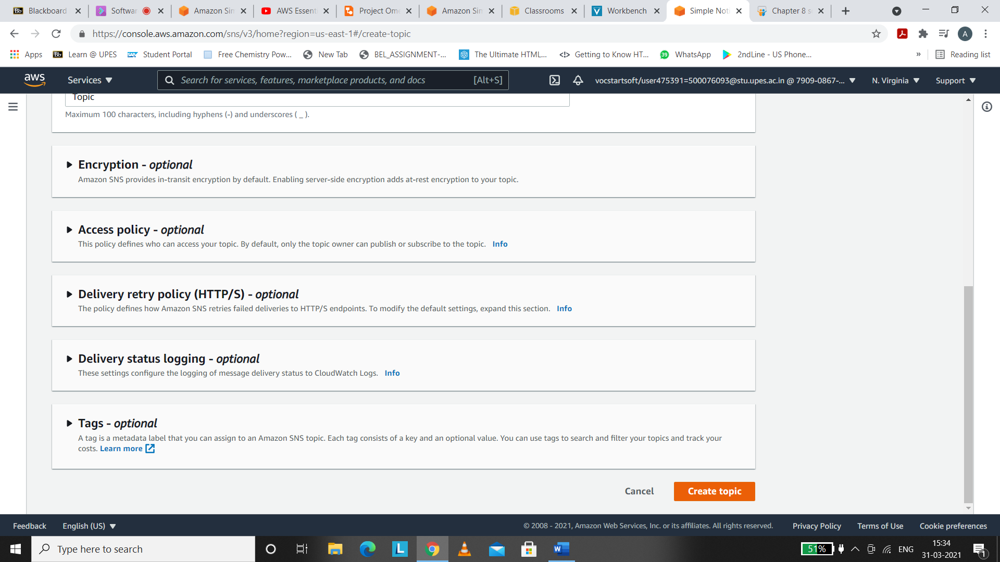 Blackboard
Softwar
Amazon Sim
AWS Essent
Project Ome
Amazon Sim
Classrooms
Workbench
Simple Noti
Chapter 8 s
https://console.aws.amazon.com/sns/v3/home?region=us-east-1#/create-topic
A
Apps
Bb
Learn @ UPES
SAP
Student Portal
Free Chemistry Pow...
New Tab
BEL_ASSIGNMENT-...
The Ultimate HTML...
Getting to Know HT...
39
WhatsApp
2ndLine - US Phone...
»
Reading list
aws
Services
Search for services, features, marketplace products, and docs
[Alt+S]
vocstartsoft/user475391=500076093@stu.upes.ac.in @ 7909-0867-...
N. Virginia
Support
Topic
Maximum 100 characters, including hyphens (-) and underscores ( _ ).
Encryption - optional
Amazon SNS provides in-transit encryption by default. Enabling server-side encryption adds at-rest encryption to your topic.
Access policy - optional
This policy defines who can access your topic. By default, only the topic owner can publish or subscribe to the topic. Info
Delivery retry policy (HTTP/S) - optional
The policy defines how Amazon SNS retries failed deliveries to HTTP/S endpoints. To modify the default settings, expand this section. Info
Delivery status logging - optional
These settings configure the logging of message delivery status to CloudWatch Logs. Info
Tags - optional
A tag is a metadata label that you can assign to an Amazon SNS topic. Each tag consists of a key and an optional value. You can use tags to search and filter your topics and track your
costs. Learn more
Cancel
Create topic
Feedback
English (US)
© 2008 - 2021, Amazon Web Services, Inc. or its affiliates. All rights reserved.
Privacy Policy
Terms of Use
Cookie preferences
Type here to search
51%
ENG
15:34
31-03-2021
1